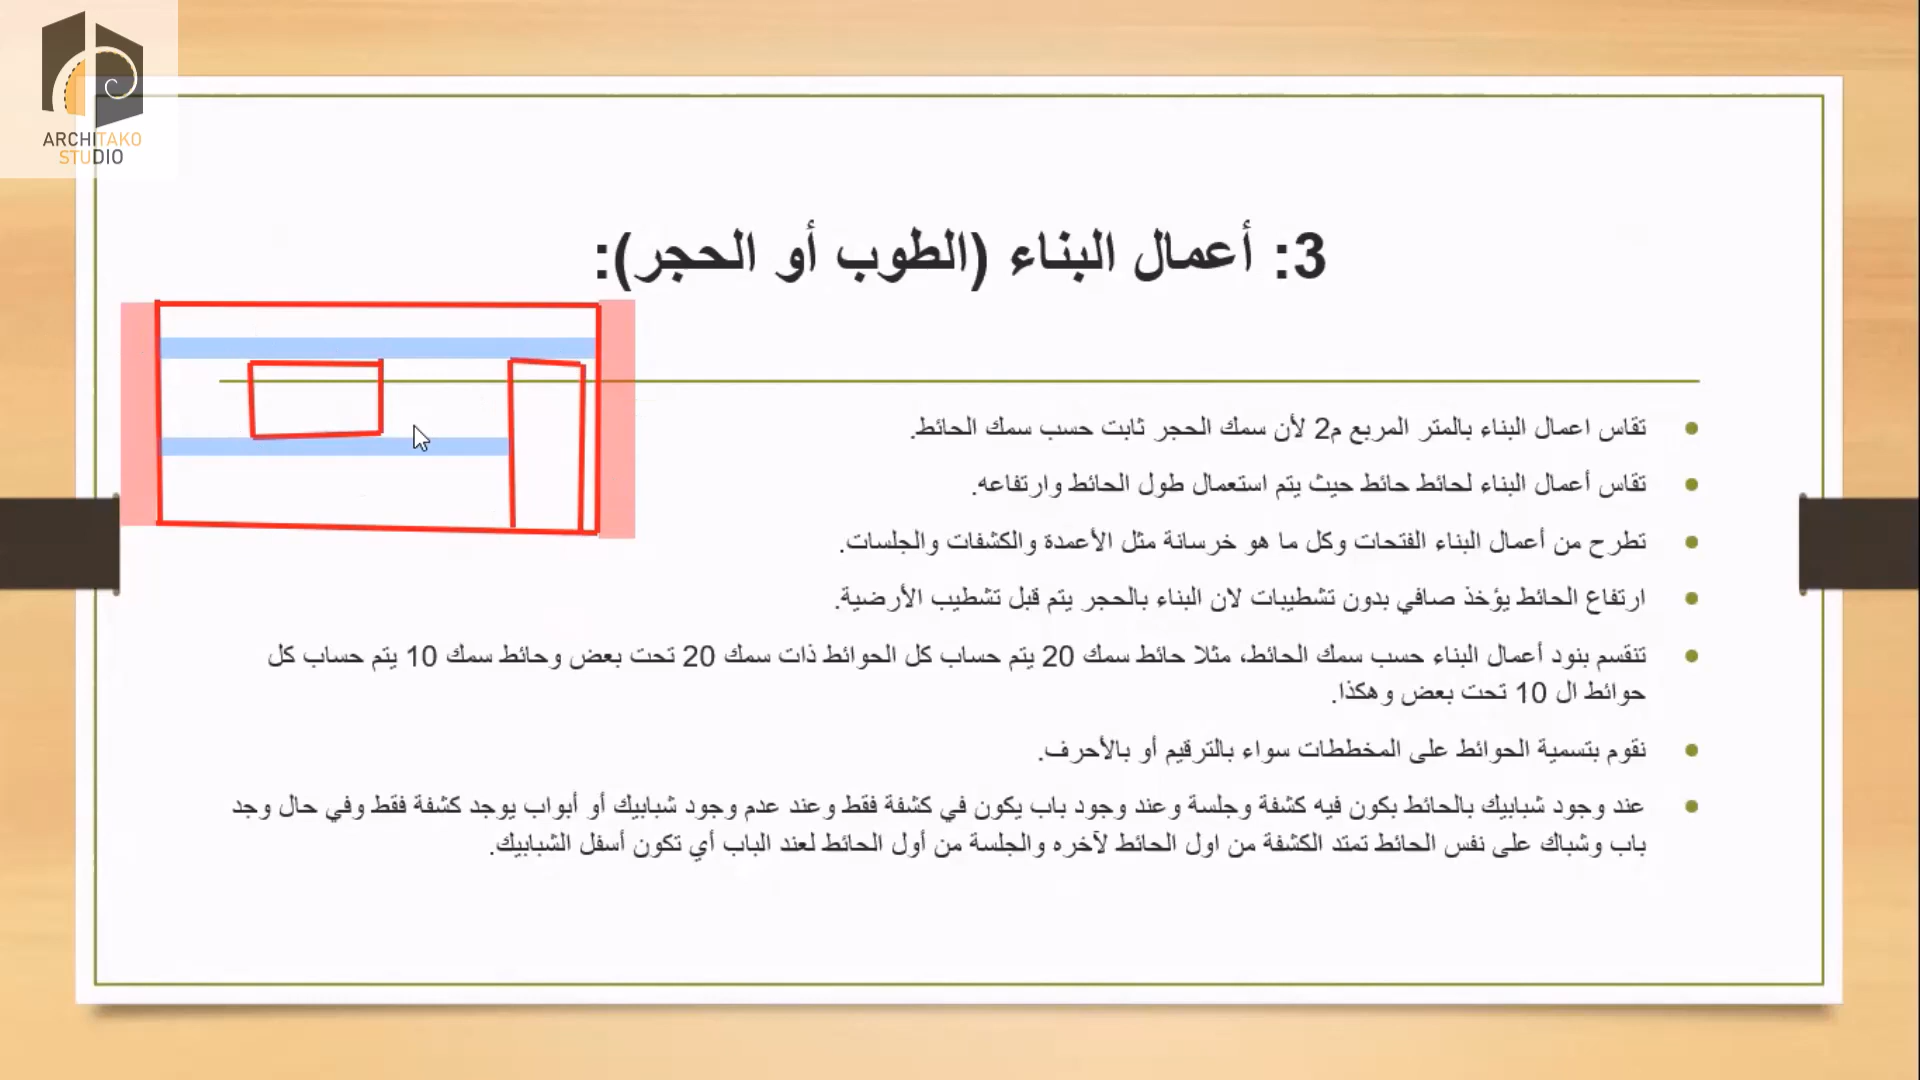 ARCHITAKO
STUDIO
3: أعمال البناء (الطوب أو الحجر):
تقاس اعمال البناء بالمتر المربع م2 لأن سمك الحجر ثابت حسب سمك الحائط.
تقاس أعمال البناء لحائط حائط حيث يتم استعمال طول الحائط وارتفاعه.
تطرح من أعمال البناء الفتحات وكل ما هو خرسانة مثل الأعمدة والكشفات والجلسات.
ارتفاع الحائط يؤخذ صافي بدون تشطيبات لان البناء بالحجر يتم قبل تشطيب الأرضية.
تنقسم بنود أعمال البناء حسب سمك الحائط، مثلا حائط سمك 20 يتم حساب كل الحوائط ذات سمك 20 تحت بعض وحائط سمك 10 يتم حساب كل
حوائط ال 10 تحت بعض وهكذا.
نقوم بتسمية الحوائط على المخططات سواء بالترقيم أو بالأحرف.
عند وجود شبابيك بالحائط بكون فيه كشفة وجلسة وعند وجود باب يكون في كشفة فقط وعند عدم وجود شبابيك أو أبواب يوجد كشفة فقط وفي حال وجد
باب وشباك على نفس الحائط تمتد الكشفة من اول الحائط لآخره والجلسة من أول الحائط لعند الباب أي تكون أسفل الشبابيك.